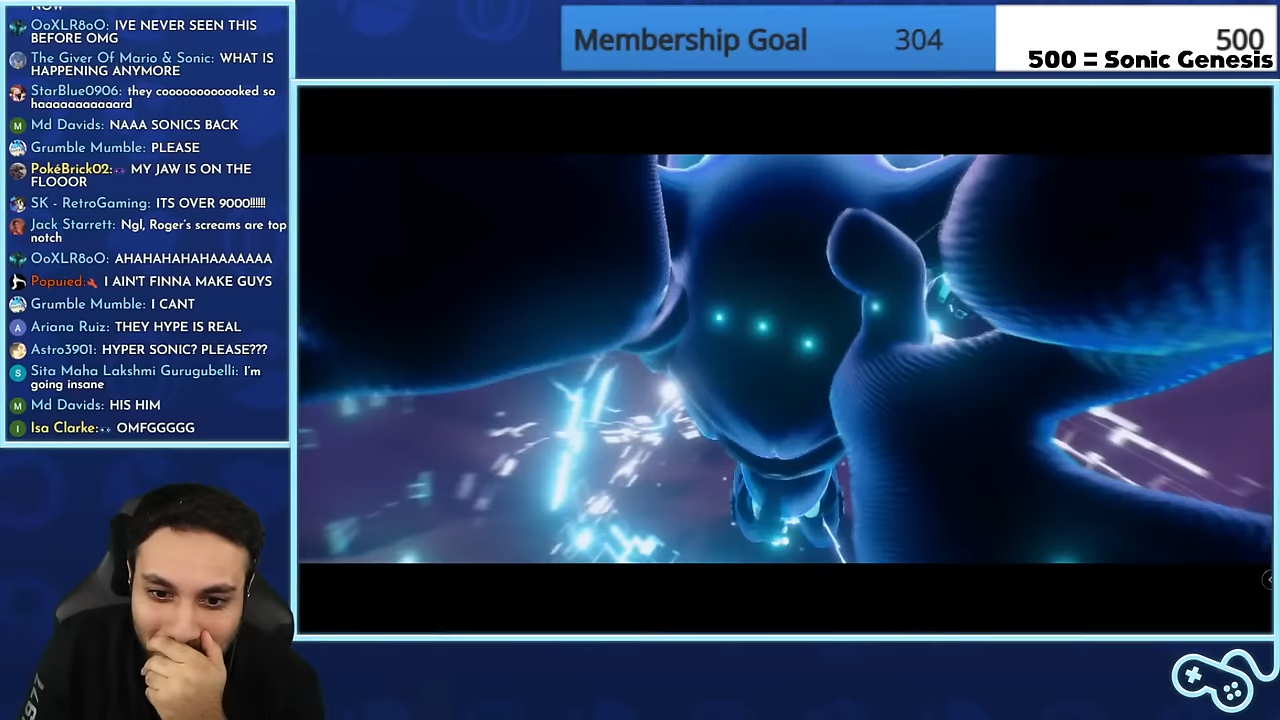 NOW
OoXLR8oO: IVE NEVER SEEN THIS
BEFORE OMG
The Giver Of Mario & Sonic: WHAT IS
HAPPENING ANYMORE
StarBlue0906: they coooooooooooked so
haaaaaaaaaaard
M Md Davids: NAAA SONICS BACK
Grumble Mumble: PLEASE
PokéBrick02: MY JAW IS ON THE
FLOOOR
SK - RetroGaming: ITS OVER 9000!!!!!!
Jack Starrett: Ngl, Roger's screams are top
notch
OoXLR8oO: AHAHAHAHAHAAAAAAA
Popuied: I AIN'T FINNA MAKE GUYS
Grumble Mumble: I CANT
A Ariana Ruiz: THEY HYPE IS REAL
Astro3901: HYPER SONIC? PLEASE???
S Sita Maha Lakshmi Gurugubelli: I'm
going insane
M Md Davids: HIS HIM
I Isa Clarke: OMFGGGGG
Membership Goal 304 500
500 = Sonic Genesis